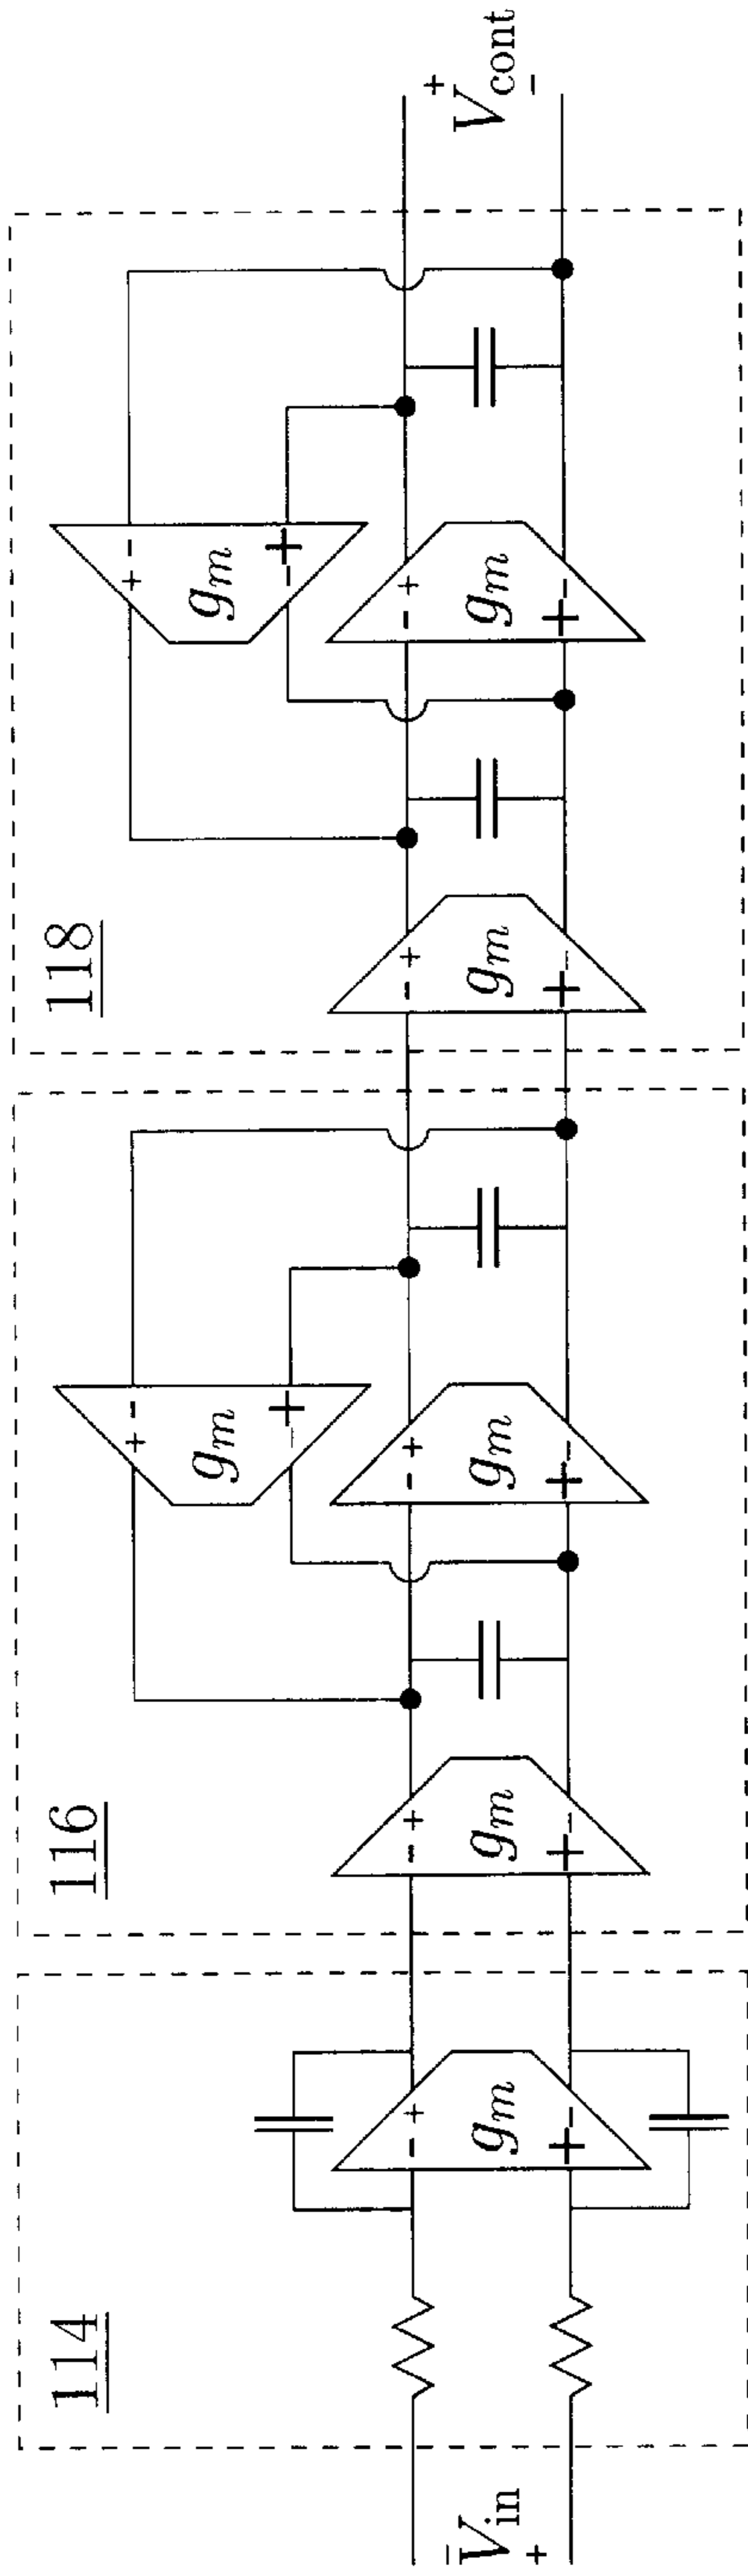 114
116
118
- +
g_m
+ -
- +
g_m
+ -
+ -
g_m
- +
- +
g_m
+ -
- +
g_m
+ -
+ -
g_m
- +
- +
g_m
+ -
-
V_in
+
+
V_cont
-